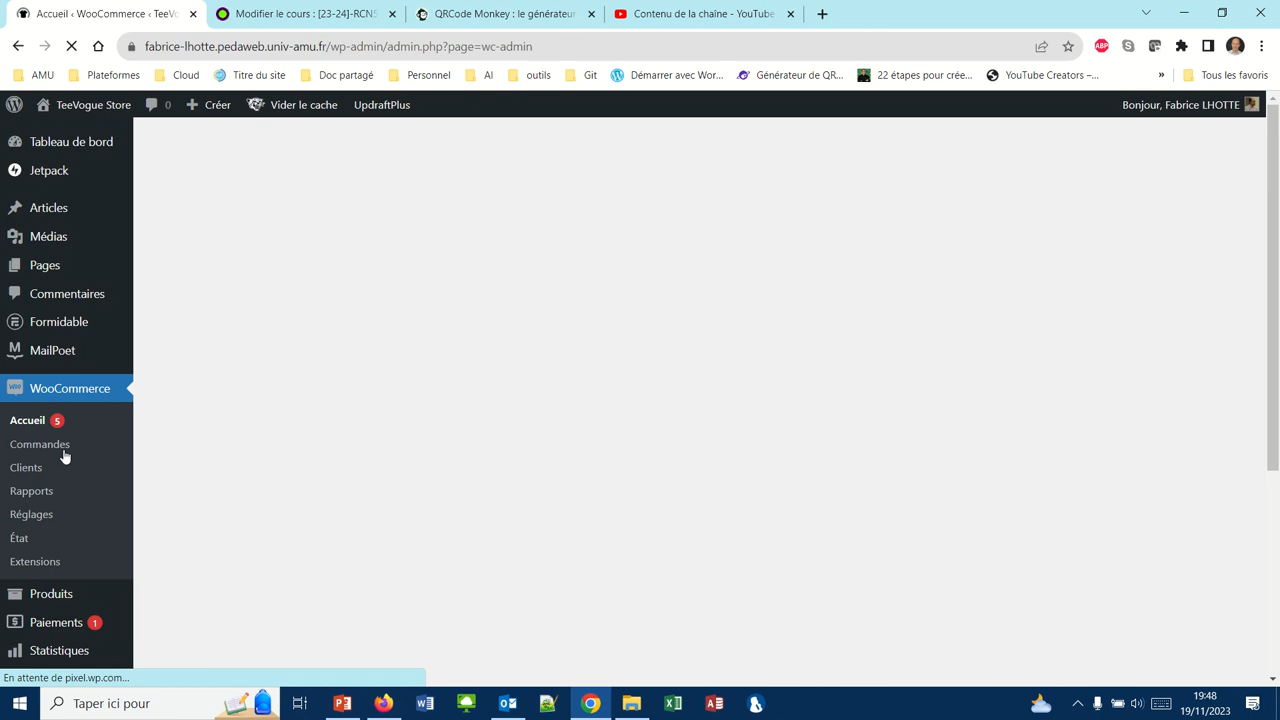 Accueil ‹ WooCommerce ‹ TeeV
Modifier le cours : [23-24]-RCNS
QRCode Monkey : le générateur
Contenu de la chaîne - YouTube
fabrice-lhotte.pedaweb.univ-amu.fr/wp-admin/admin.php?page=wc-admin
AMU
Plateformes
Cloud
Titre du site
Doc partagé
Personnel
AI
outils
Git
Démarrer avec Wor...
Générateur de QR...
22 étapes pour crée...
YouTube Creators –...
»
Tous les favoris
TeeVogue Store
0
Créer
Vider le cache
UpdraftPlus
Bonjour, Fabrice LHOTTE
Tableau de bord
Jetpack
Articles
Médias
Pages
Commentaires
Formidable
MailPoet
WooCommerce
Accueil 5
Commandes
Clients
Rapports
Réglages
État
Extensions
Produits
Paiements 1
Statistiques
En attente de pixel.wp.com...
Taper ici pour
19:48
19/11/2023